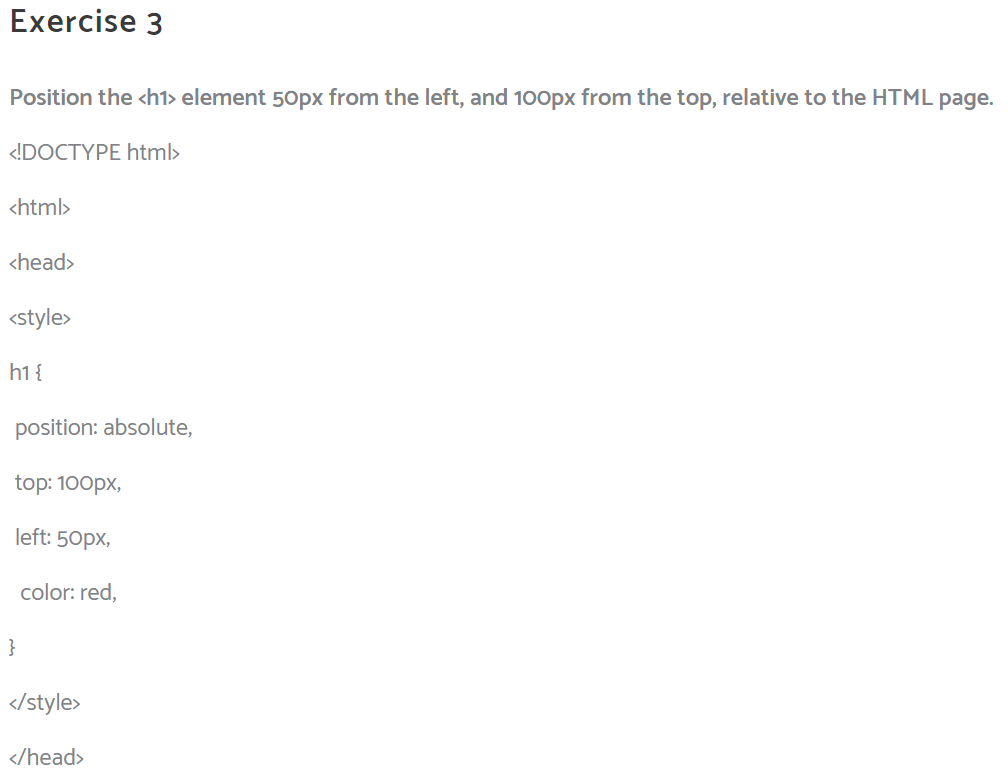 Exercise 3
Position the <h1> element 50px from the left, and 100px from the top, relative to the HTML page.
<!DOCTYPE html>
<html>
<head>
<style>
h1 {
position: absolute,
top: 100px,
left: 50px,
color: red,
}
</style>
</head>